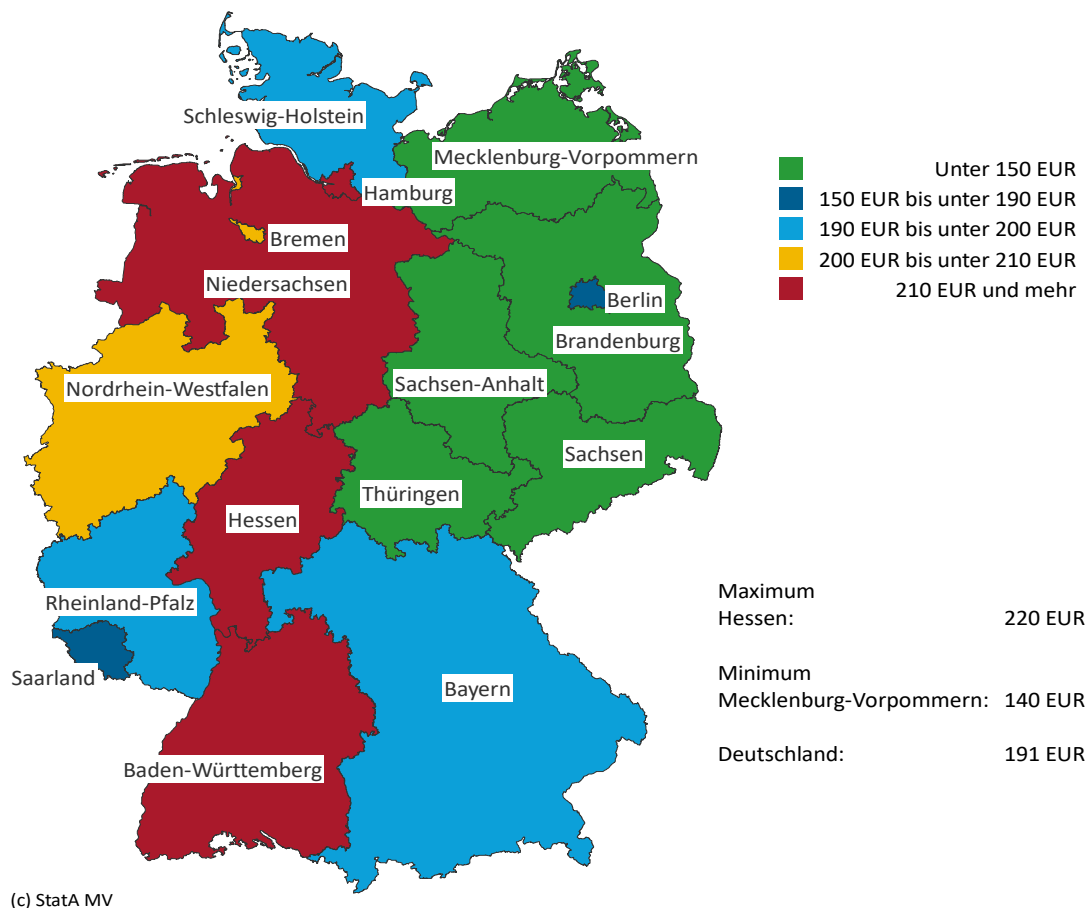 Schleswig-Holstein
Mecklenburg-Vorpommern
Hamburg
Bremen
Niedersachsen
Berlin
Brandenburg
Nordrhein-Westfalen
Sachsen-Anhalt
Sachsen
Thüringen
Hessen
Rheinland-Pfalz
Saarland
Bayern
Baden-Württemberg
Unter 150 EUR
150 EUR bis unter 190 EUR
190 EUR bis unter 200 EUR
200 EUR bis unter 210 EUR
210 EUR und mehr
Maximum
Hessen: 220 EUR
Minimum
Mecklenburg-Vorpommern: 140 EUR
Deutschland: 191 EUR
(c) StatA MV